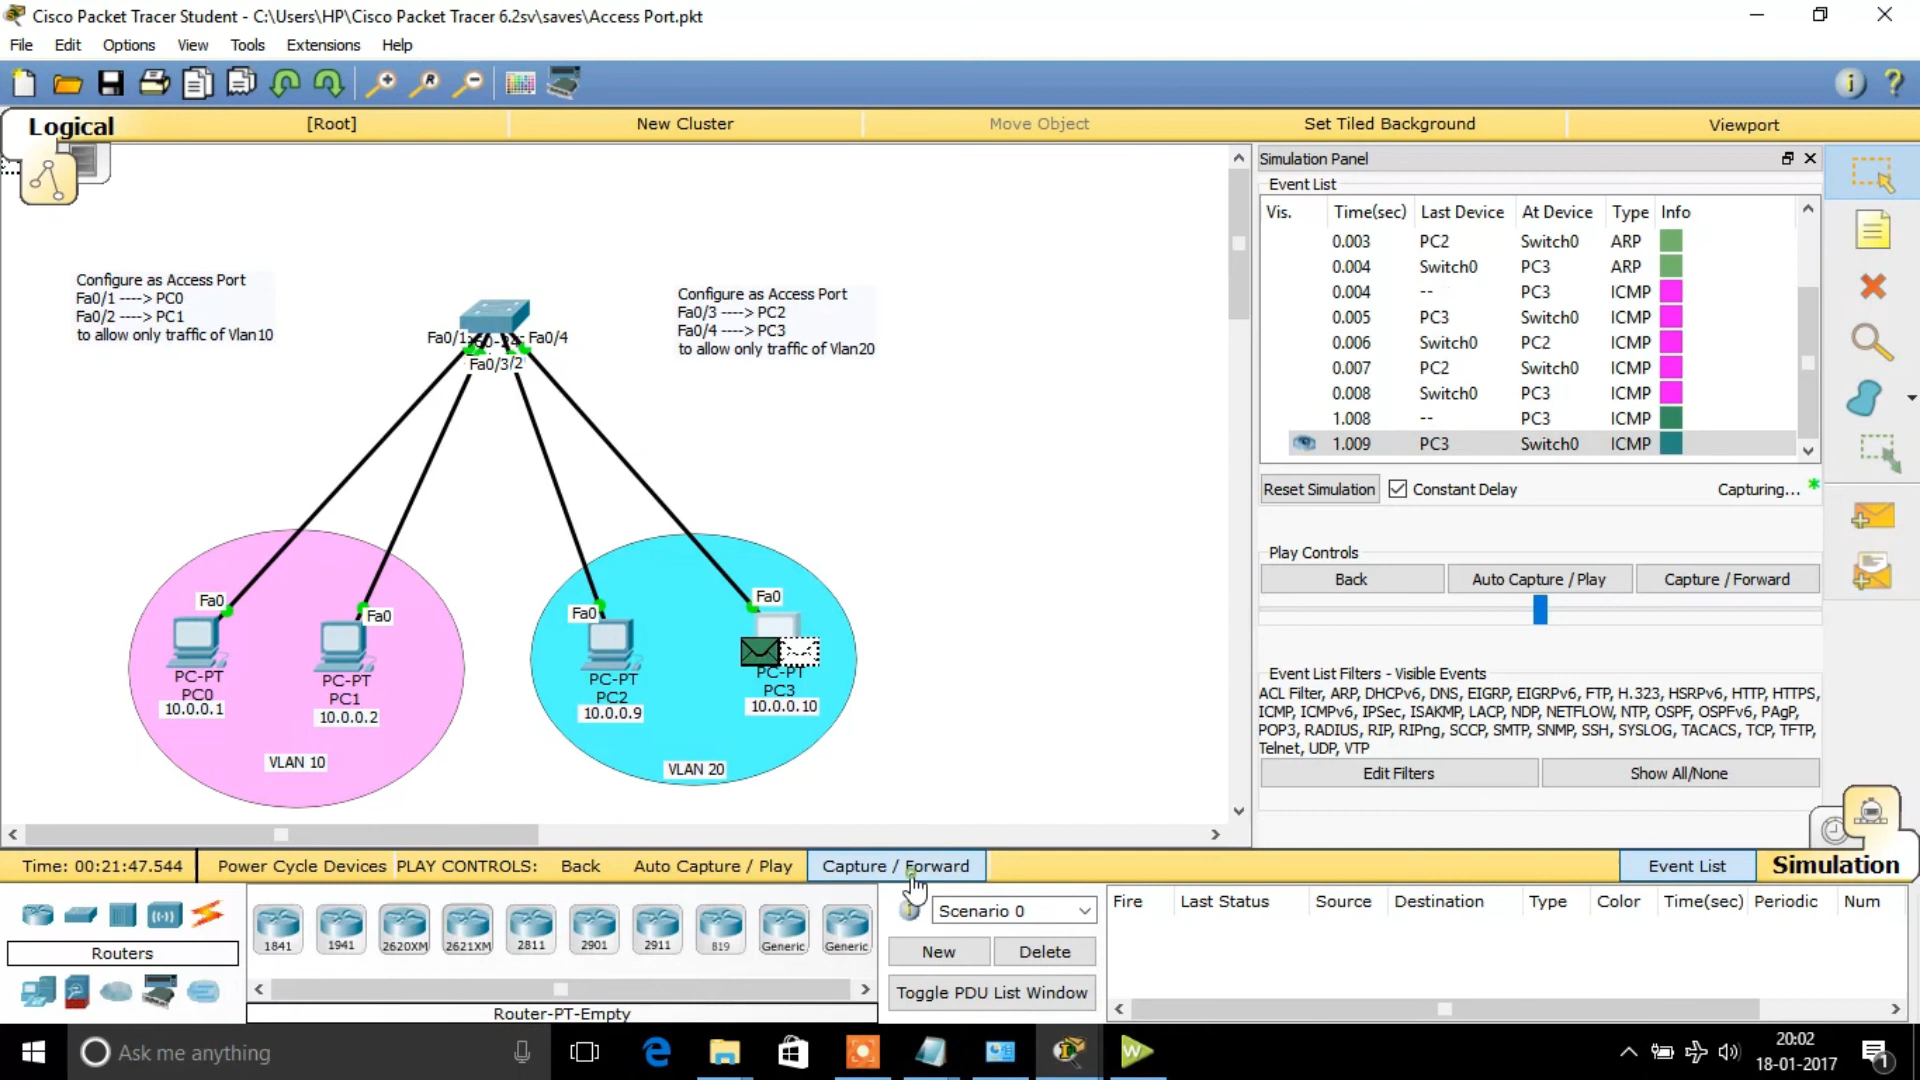 Cisco Packet Tracer Student - C:\Users\HP\Cisco Packet Tracer 6.2sv\saves\Access Port.pkt
File Edit Options View Tools Extensions Help
Logical [Root] New Cluster Move Object Set Tiled Background Viewport
Configure as Access Port
Fa0/1 ----> PC0
Fa0/2 ----> PC1
to allow only traffic of Vlan10
Configure as Access Port
Fa0/3 ----> PC2
Fa0/4 ----> PC3
to allow only traffic of Vlan20
Fa0/1
Fa0/4
Fa0/3/2
Fa0
Fa0
Fa0
Fa0
PC-PT
PC0
10.0.0.1
PC-PT
PC1
10.0.0.2
PC-PT
PC2
10.0.0.9
PC-PT
PC3
10.0.0.10
VLAN 10
VLAN 20
Simulation Panel
Event List
Vis. Time(sec) Last Device At Device Type Info
0.003 PC2 Switch0 ARP
0.004 Switch0 PC3 ARP
0.004 -- PC3 ICMP
0.005 PC3 Switch0 ICMP
0.006 Switch0 PC2 ICMP
0.007 PC2 Switch0 ICMP
0.008 Switch0 PC3 ICMP
1.008 -- PC3 ICMP
1.009 PC3 Switch0 ICMP
Reset Simulation Constant Delay Capturing... *
Play Controls
Back Auto Capture / Play Capture / Forward
Event List Filters - Visible Events
ACL Filter, ARP, DHCPv6, DNS, EIGRP, EIGRPv6, FTP, H.323, HSRPv6, HTTP, HTTPS,
ICMP, ICMPv6, IPSec, ISAKMP, LACP, NDP, NETFLOW, NTP, OSPF, OSPFv6, PAgP,
POP3, RADIUS, RIP, RIPng, SCCP, SMTP, SNMP, SSH, SYSLOG, TACACS, TCP, TFTP,
Telnet, UDP, VTP
Edit Filters Show All/None
Time: 00:21:47.544 Power Cycle Devices PLAY CONTROLS: Back Auto Capture / Play Capture / Forward Event List Simulation
Routers
1841 1941 2620XM 2621XM 2811 2901 2911 819 Generic Generic
Router-PT-Empty
Scenario 0
New Delete
Toggle PDU List Window
Fire Last Status Source Destination Type Color Time(sec) Periodic Num
Ask me anything
20:02
18-01-2017
1